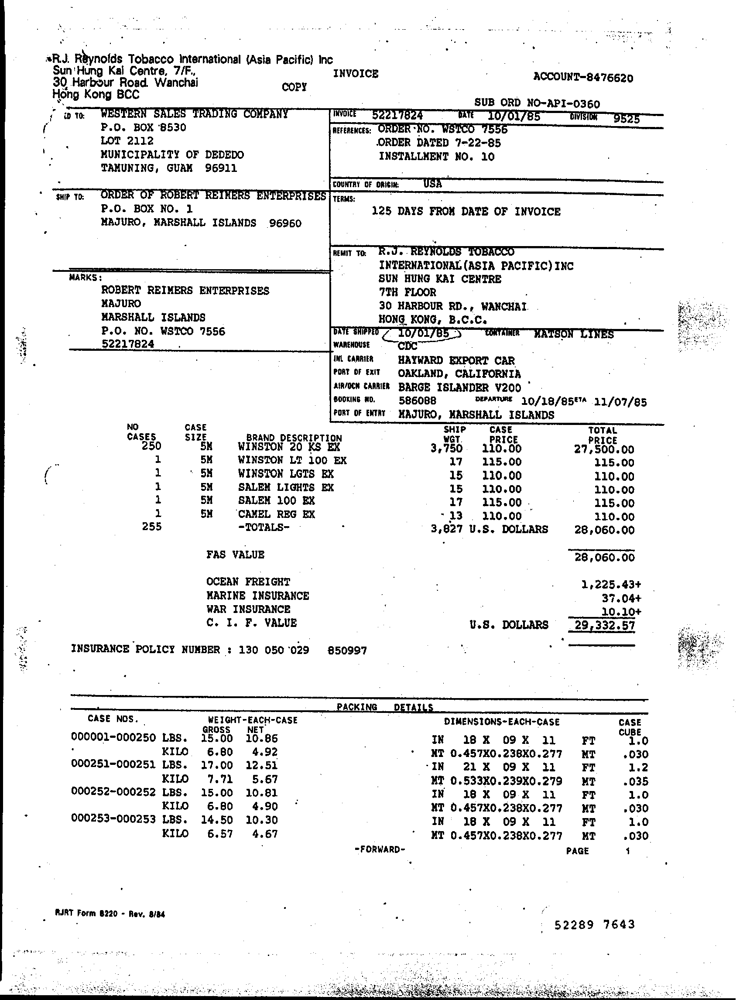 R.J. Reynolds Tobacco International (Asia Pacific) Inc
Sun Hung Kai Centre, 7/F.,
30 Harbour Road Wanchai
Hong Kong BCC
INVOICE
COPY
ACCOUNT-8476620
SUB ORD NO-API-0360
LD TO: WESTERN SALES TRADING COMPANY
P.O. BOX 8530
LOT 2112
MUNICIPALITY OF DEDEDO
TAMUNING, GUAM 96911
INVOICE 52217824 DATE 10/01/85 DIVISION 9525
REFERENCES: ORDER NO. WSTCO 7556
ORDER DATED 7-22-85
INSTALLMENT NO. 10
COUNTRY OF ORIGIN: USA
SHIP TO: ORDER OF ROBERT REIMERS ENTERPRISES
P.O. BOX NO. 1
MAJURO, MARSHALL ISLANDS 96960
TERMS:
125 DAYS FROM DATE OF INVOICE
REMIT TO: R.J. REYNOLDS TOBACCO
INTERNATIONAL(ASIA PACIFIC)INC
SUN HUNG KAI CENTRE
7TH FLOOR
30 HARBOUR RD., WANCHAI
HONG KONG, B.C.C.
MARKS:
ROBERT REIMERS ENTERPRISES
MAJURO
MARSHALL ISLANDS
P.O. NO. WSTCO 7556
52217824
DATE SHIPPED 10/01/85 CONTAINER MATSON LINES
WAREHOUSE CDC
INL CARRIER HAYWARD EXPORT CAR
PORT OF EXIT OAKLAND, CALIFORNIA
AIR/OCN CARRIER BARGE ISLANDER V200
BOOKING NO. 586088 DEPARTURE 10/18/85 ETA 11/07/85
PORT OF ENTRY MAJURO, MARSHALL ISLANDS
NO CASE SHIP CASE TOTAL
CASES SIZE BRAND DESCRIPTION WGT PRICE PRICE
250 5M WINSTON 20 KS EX 3,750 110.00 27,500.00
1 5M WINSTON LT 100 EX 17 115.00 115.00
1 5M WINSTON LGTS EX 15 110.00 110.00
1 5M SALEM LIGHTS EX 15 110.00 110.00
1 5M SALEM 100 EX 17 115.00 115.00
1 5M CAMEL REG EX 13 110.00 110.00
255 -TOTALS- 3,827 U.S. DOLLARS 28,060.00
FAS VALUE 28,060.00
OCEAN FREIGHT 1,225.43+
MARINE INSURANCE 37.04+
WAR INSURANCE 10.10+
C. I. F. VALUE U.S. DOLLARS 29,332.57
INSURANCE POLICY NUMBER : 130 050 029 850997
PACKING DETAILS
CASE NOS. WEIGHT-EACH-CASE DIMENSIONS-EACH-CASE CASE
GROSS NET CUBE
000001-000250 LBS. 15.00 10.86 IN 18 X 09 X 11 FT 1.0
KILO 6.80 4.92 MT 0.457X0.238X0.277 MT .030
000251-000251 LBS. 17.00 12.51 IN 21 X 09 X 11 FT 1.2
KILO 7.71 5.67 MT 0.533X0.239X0.279 MT .035
000252-000252 LBS. 15.00 10.81 IN 18 X 09 X 11 FT 1.0
KILO 6.80 4.90 MT 0.457X0.238X0.277 MT .030
000253-000253 LBS. 14.50 10.30 IN 18 X 09 X 11 FT 1.0
KILO 6.57 4.67 MT 0.457X0.238X0.277 MT .030
-FORWARD- PAGE 1
RJRT Form 8220 - Rev. 8/84
52289 7643